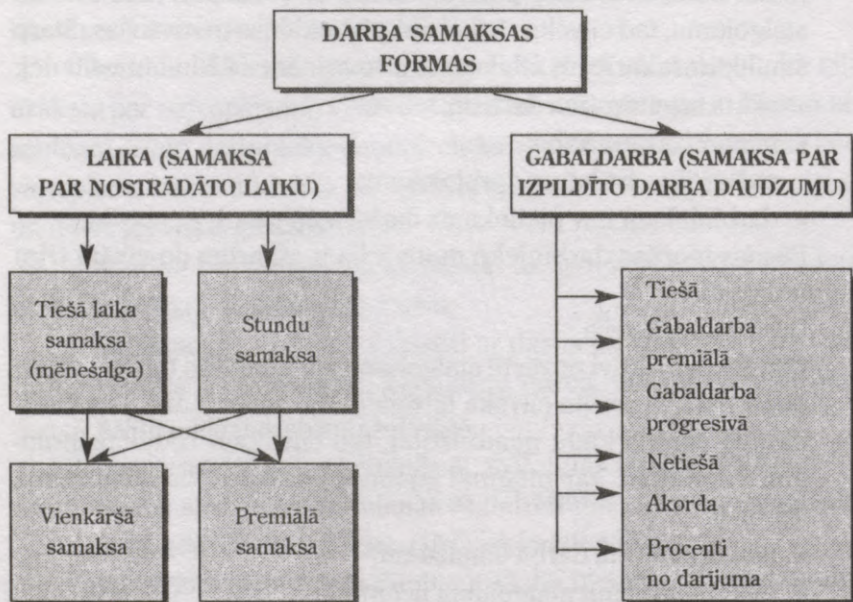 DARBA SAMAKSAS
FORMAS
LAIKA (SAMAKSA
PAR NOSTRĀDĀTO LAIKU)
GABALDARBA (SAMAKSA PAR
IZPILDĪTO DARBA DAUDZUMU)
Tiešā laika
samaksa
(mēnešalga)
Stundu
samaksa
Vienkāršā
samaksa
Premiālā
samaksa
Tiešā
Gabaldarba
premiālā
Gabaldarba
progresīvā
Netiešā
Akorda
Procenti
no darījuma